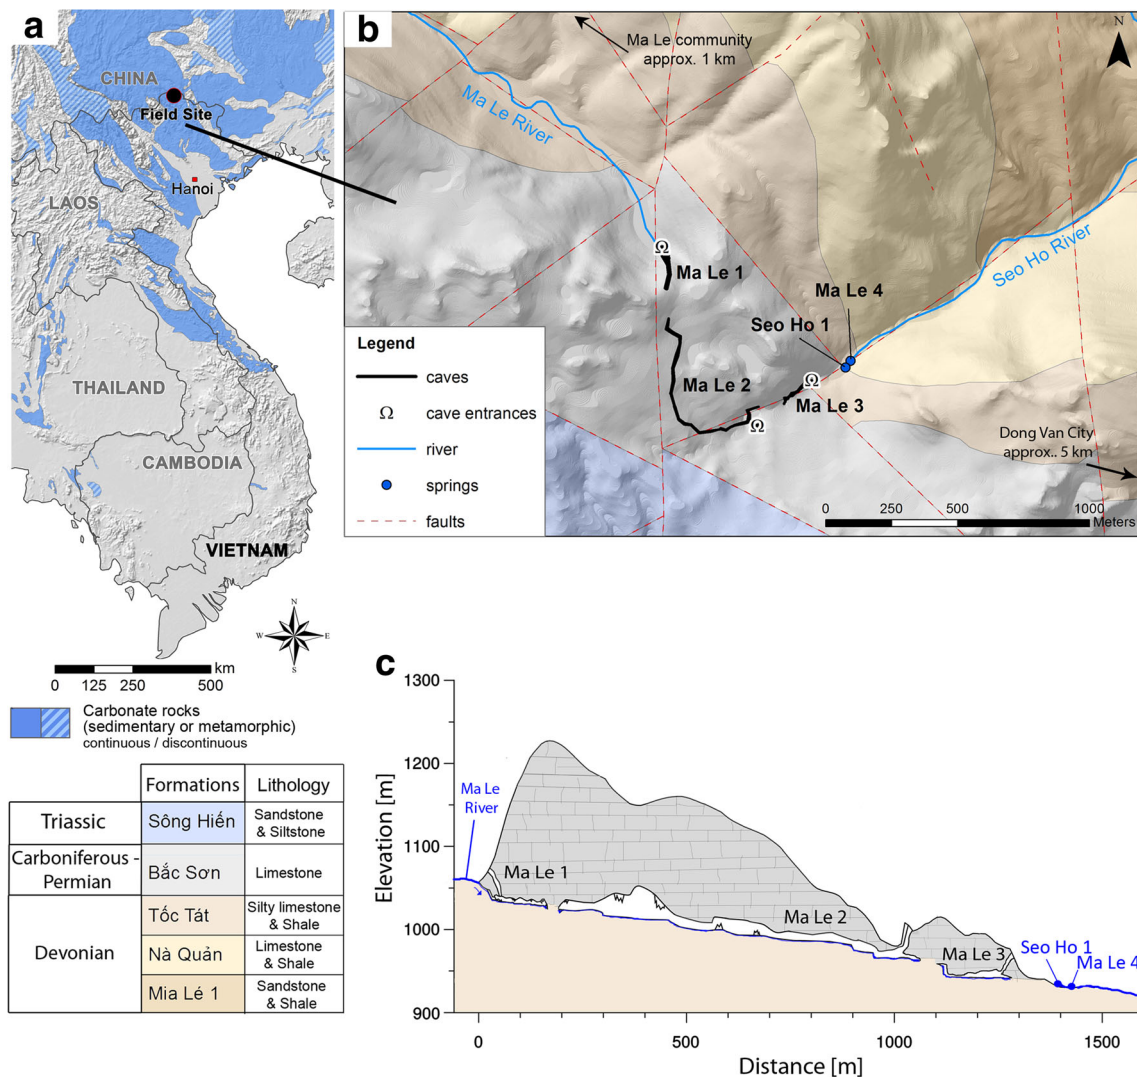 a
CHINA
Field Site
Hanoi
LAOS
THAILAND
CAMBODIA
VIETNAM
N
W
E
S
km
0 125 250 500
Carbonate rocks
(sedimentary or metamorphic)
continuous / discontinuous
b
Ma Le community
approx. 1 km
N
Ma Le River
Seo Ho River
Ω
Ma Le 1
Ma Le 4
Seo Ho 1
Ma Le 2
Ω
Ma Le 3
Ω
Dong Van City
approx.. 5 km
0 250 500 1000
Meters
Legend
caves
Ω cave entrances
river
springs
faults
Formations Lithology
Triassic Sông Hiến Sandstone
& Siltstone
Carboniferous -
Permian Bắc Sơn Limestone
Devonian
Tốc Tát Silty limestone
& Shale
Nà Quản Limestone
& Shale
Mia Lé 1 Sandstone
& Shale
c
Elevation [m]
1300
1200
1100
1000
900
Ma Le
River
Ma Le 1
Ma Le 2
Ma Le 3
Seo Ho 1
Ma Le 4
0 500 1000 1500
Distance [m]